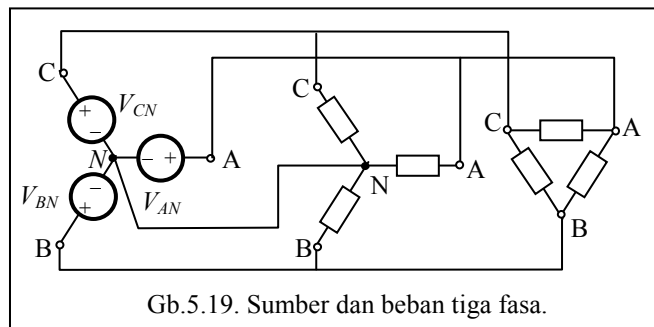 C
C
C
A
V_CN
+
−
N
− +
A
N
A
V_BN
−
+
V_AN
B
B
B
Gb.5.19. Sumber dan beban tiga fasa.